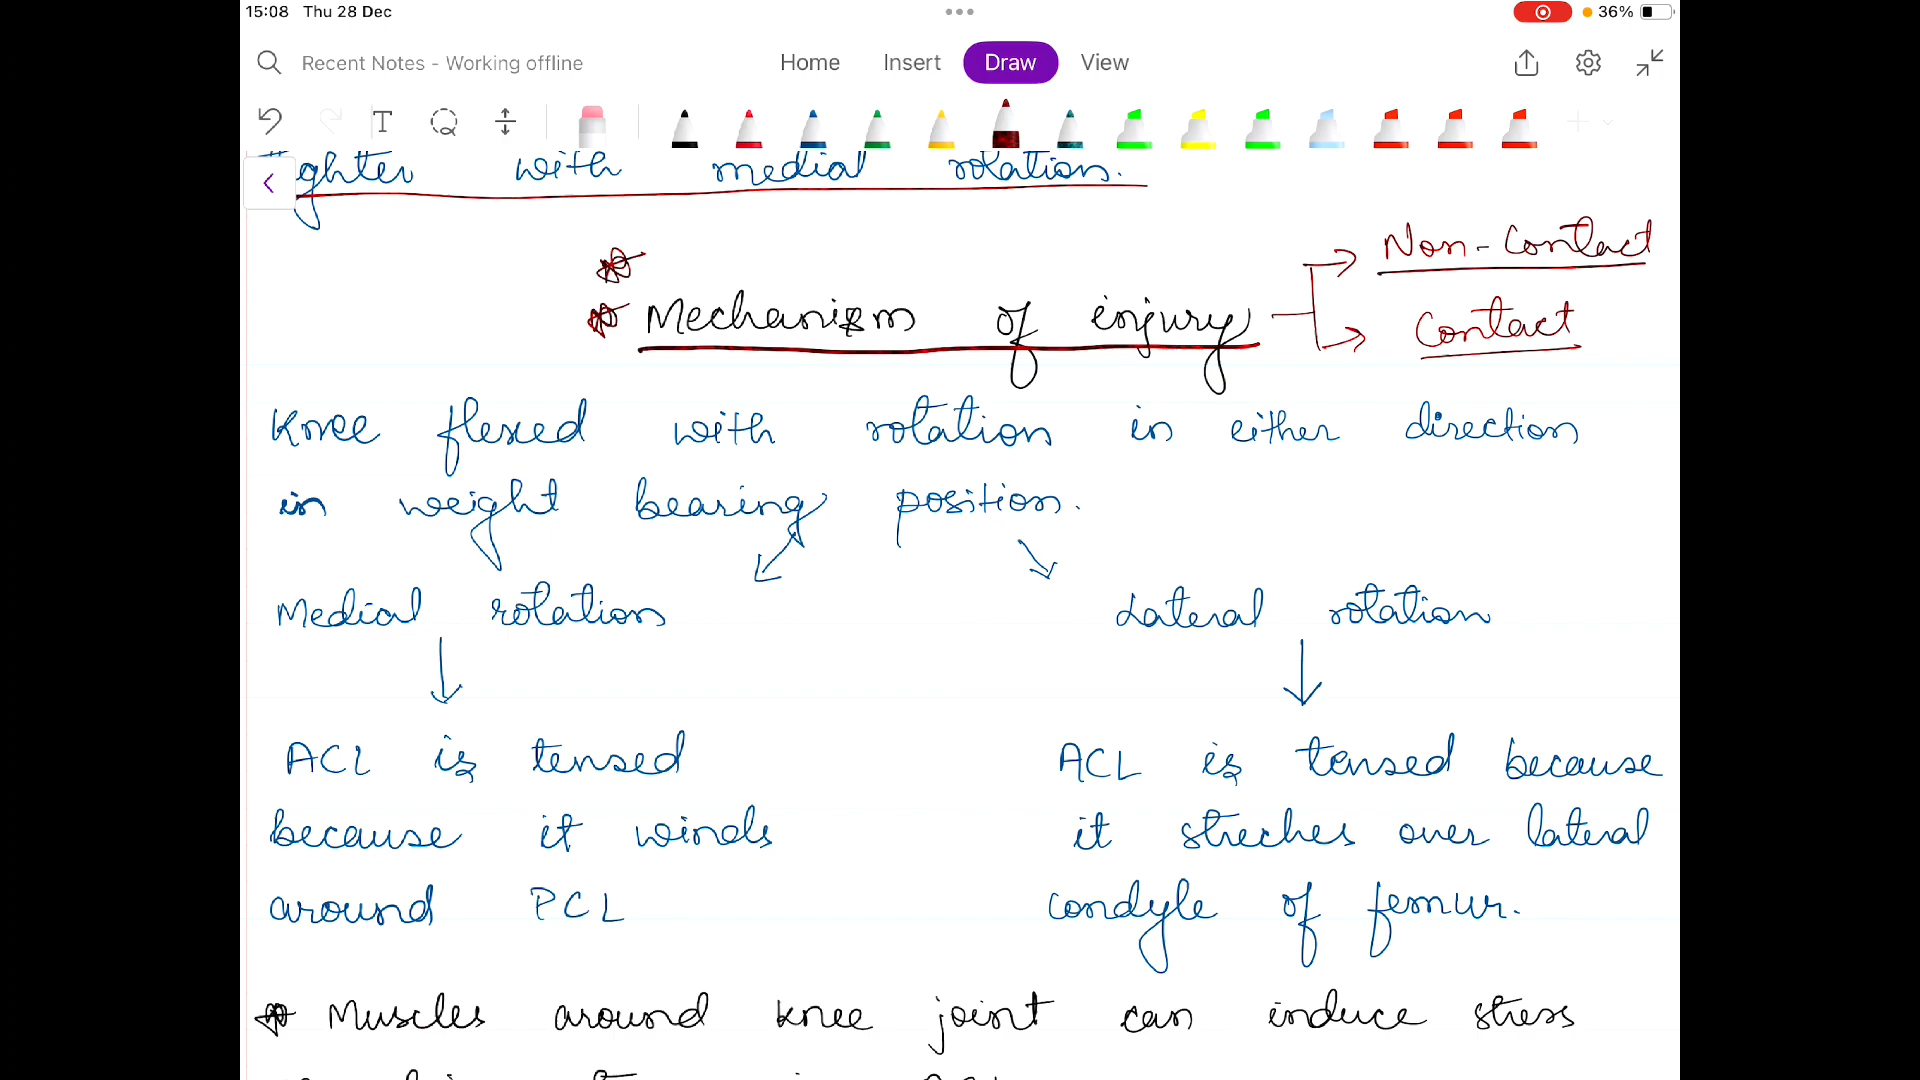 15:08 Thu 28 Dec
36%
Recent Notes - Working offline
Home Insert Draw View
T
with medial rotation.
Non-Contact
Mechanism of injury
Contact
Knee flexed with rotation in either direction
in weight bearing position.
Medial rotation Lateral rotation
ACL is tensed
because it winds
around PCL
ACL is tensed because
it streches over lateral
condyle of femur.
Muscles around knee joint can induce stress